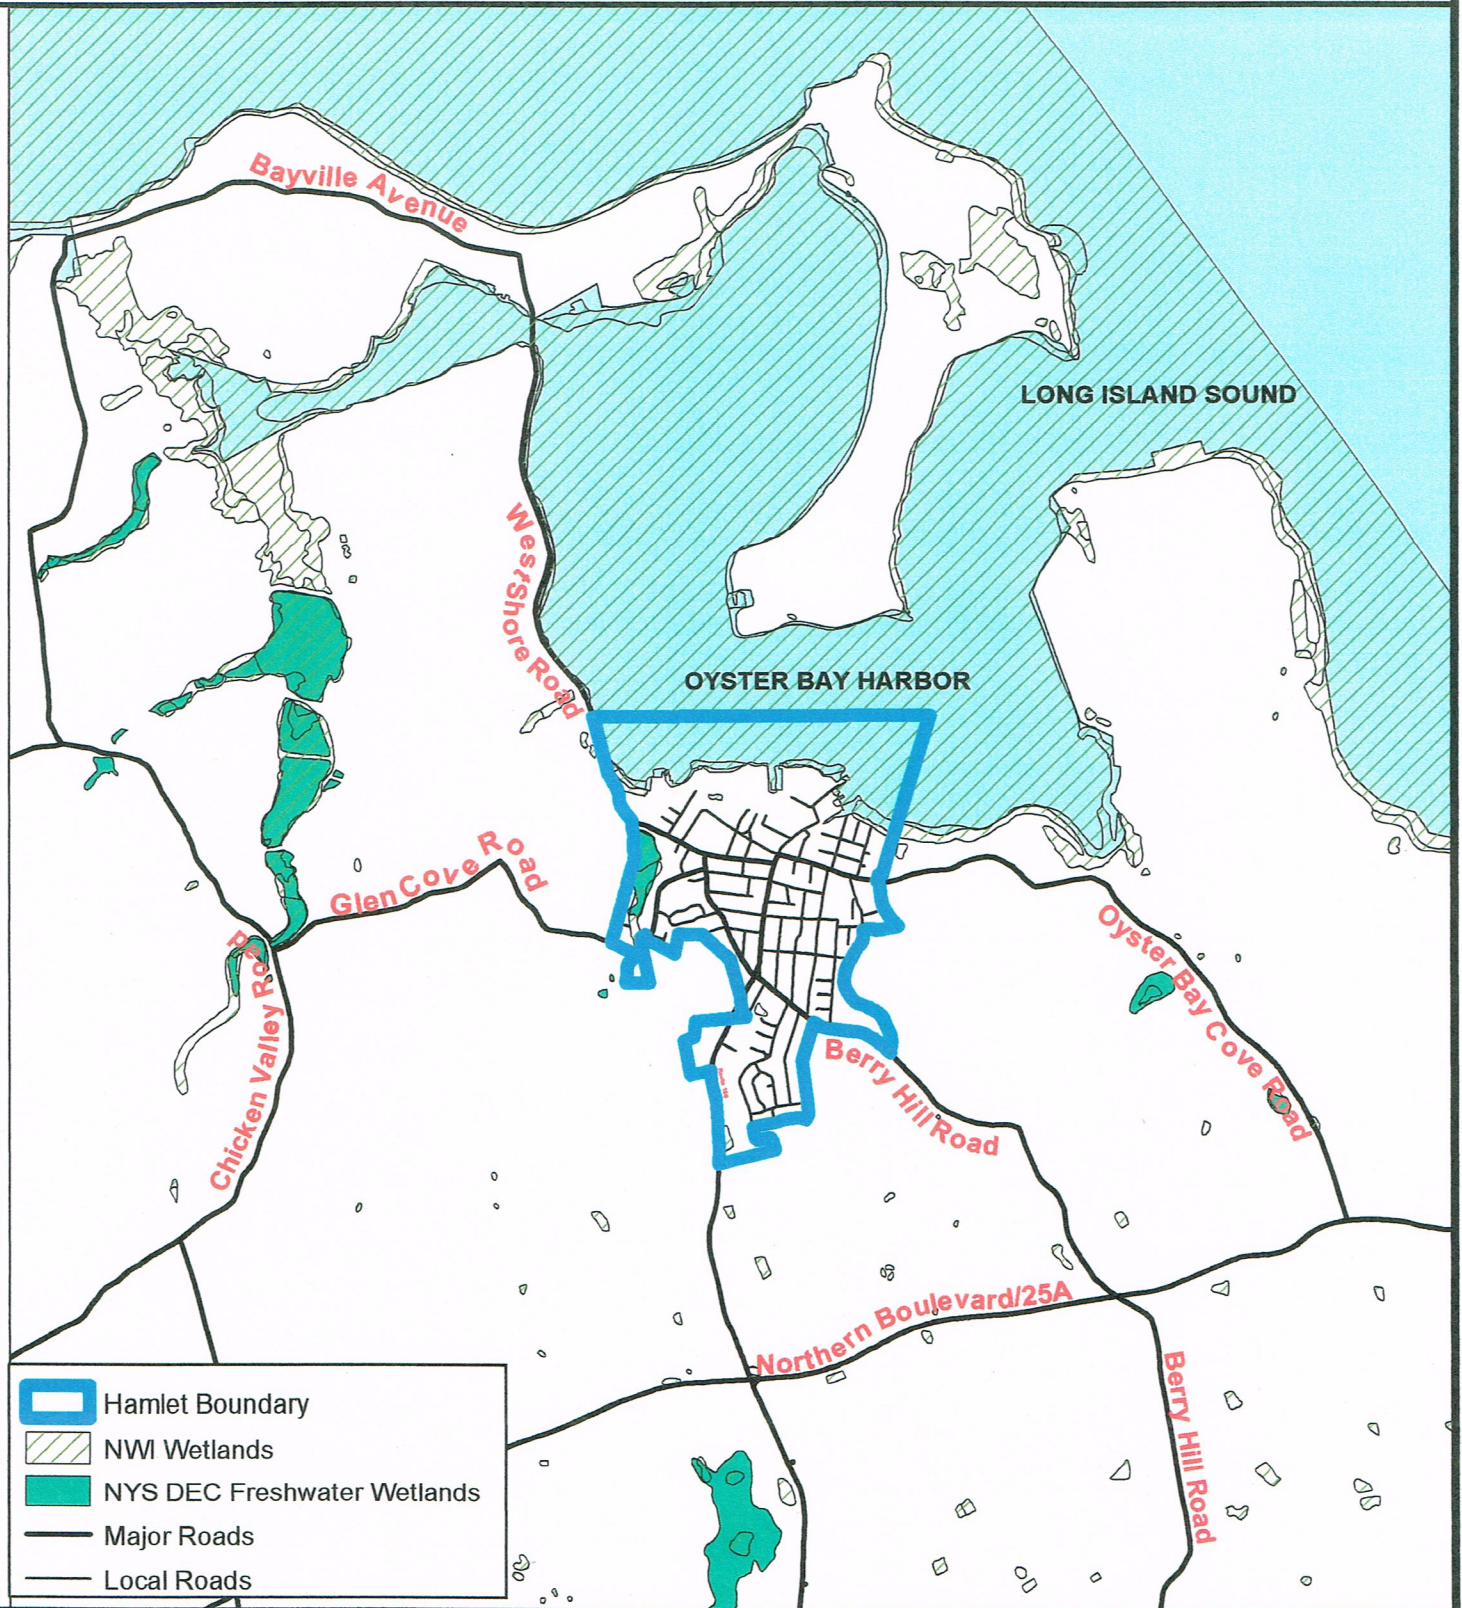 Bayville Avenue
LONG ISLAND SOUND
West Shore Road
OYSTER BAY HARBOR
Glen Cove Road
Oyster Bay Cove Road
Chicken Valley Road
Berry Hill Road
Northern Boulevard/25A
Berry Hill Road
Hamlet Boundary
NWI Wetlands
NYS DEC Freshwater Wetlands
Major Roads
Local Roads